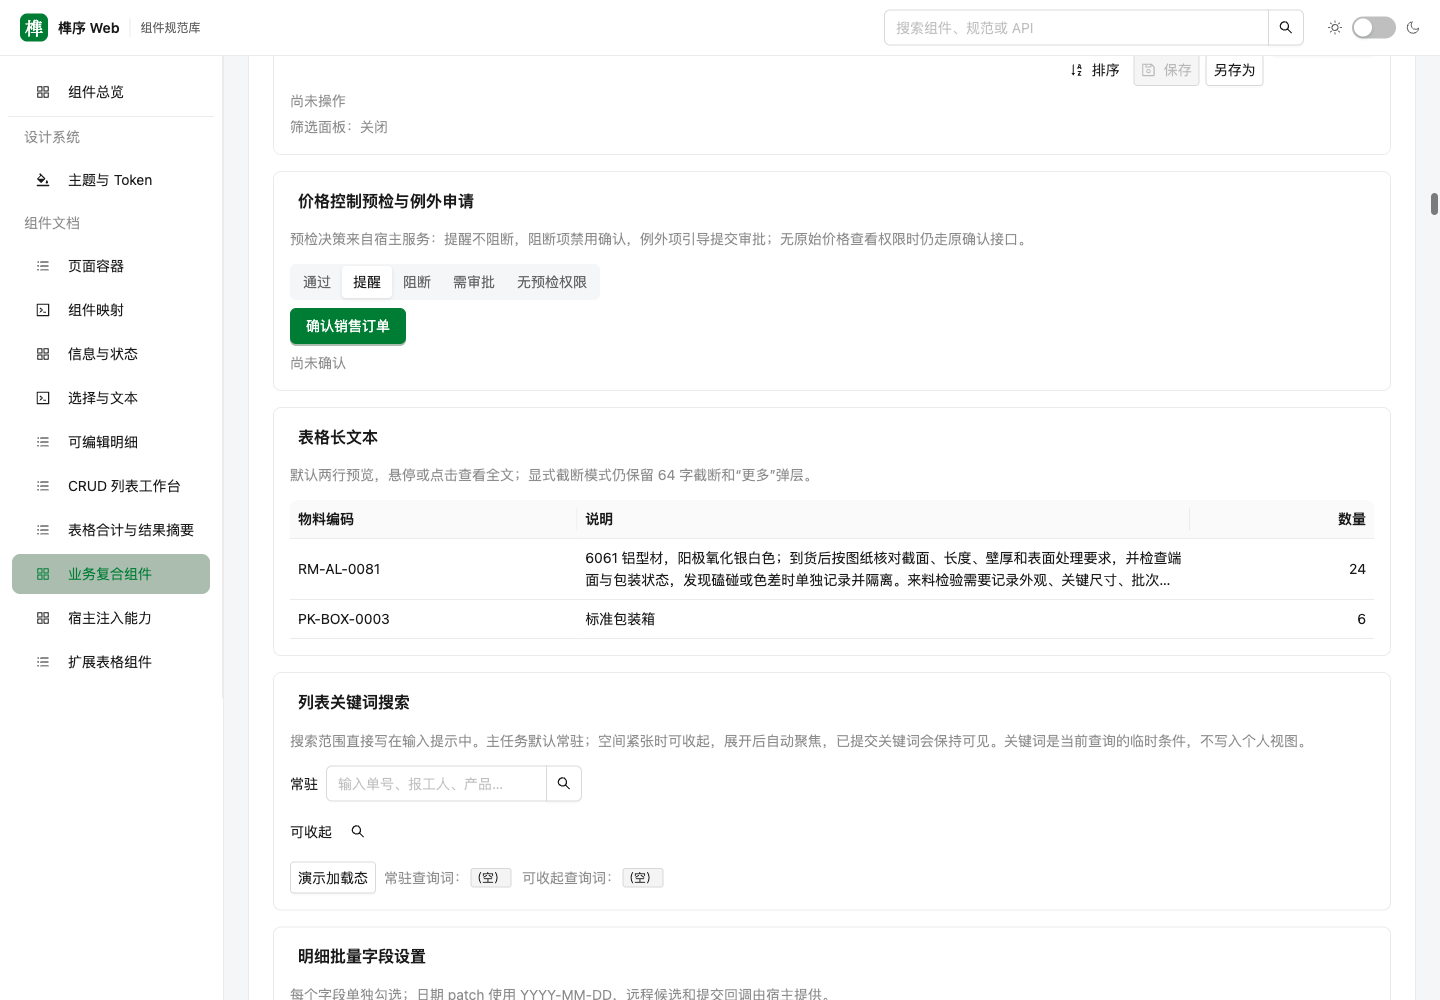 榫
榫序 Web
组件规范库
搜索组件、规范或 API
组件总览
设计系统
主题与 Token
组件文档
页面容器
组件映射
信息与状态
选择与文本
可编辑明细
CRUD 列表工作台
表格合计与结果摘要
业务复合组件
宿主注入能力
扩展表格组件
排序
保存
另存为
尚未操作
筛选面板：关闭
价格控制预检与例外申请
预检决策来自宿主服务：提醒不阻断，阻断项禁用确认，例外项引导提交审批；无原始价格查看权限时仍走原确认接口。
通过
提醒
阻断
需审批
无预检权限
确认销售订单
尚未确认
表格长文本
默认两行预览，悬停或点击查看全文；显式截断模式仍保留 64 字截断和“更多”弹层。
物料编码
说明
数量
RM-AL-0081
6061 铝型材，阳极氧化银白色；到货后按图纸核对截面、长度、壁厚和表面处理要求，并检查端
面与包装状态，发现磕碰或色差时单独记录并隔离。来料检验需要记录外观、关键尺寸、批次...
24
PK-BOX-0003
标准包装箱
6
列表关键词搜索
搜索范围直接写在输入提示中。主任务默认常驻；空间紧张时可收起，展开后自动聚焦，已提交关键词会保持可见。关键词是当前查询的临时条件，不写入个人视图。
常驻
输入单号、报工人、产品...
可收起
演示加载态
常驻查询词：
(空)
可收起查询词：
(空)
明细批量字段设置
每个字段单独勾选；日期 patch 使用 YYYY-MM-DD，远程候选和提交回调由宿主提供。